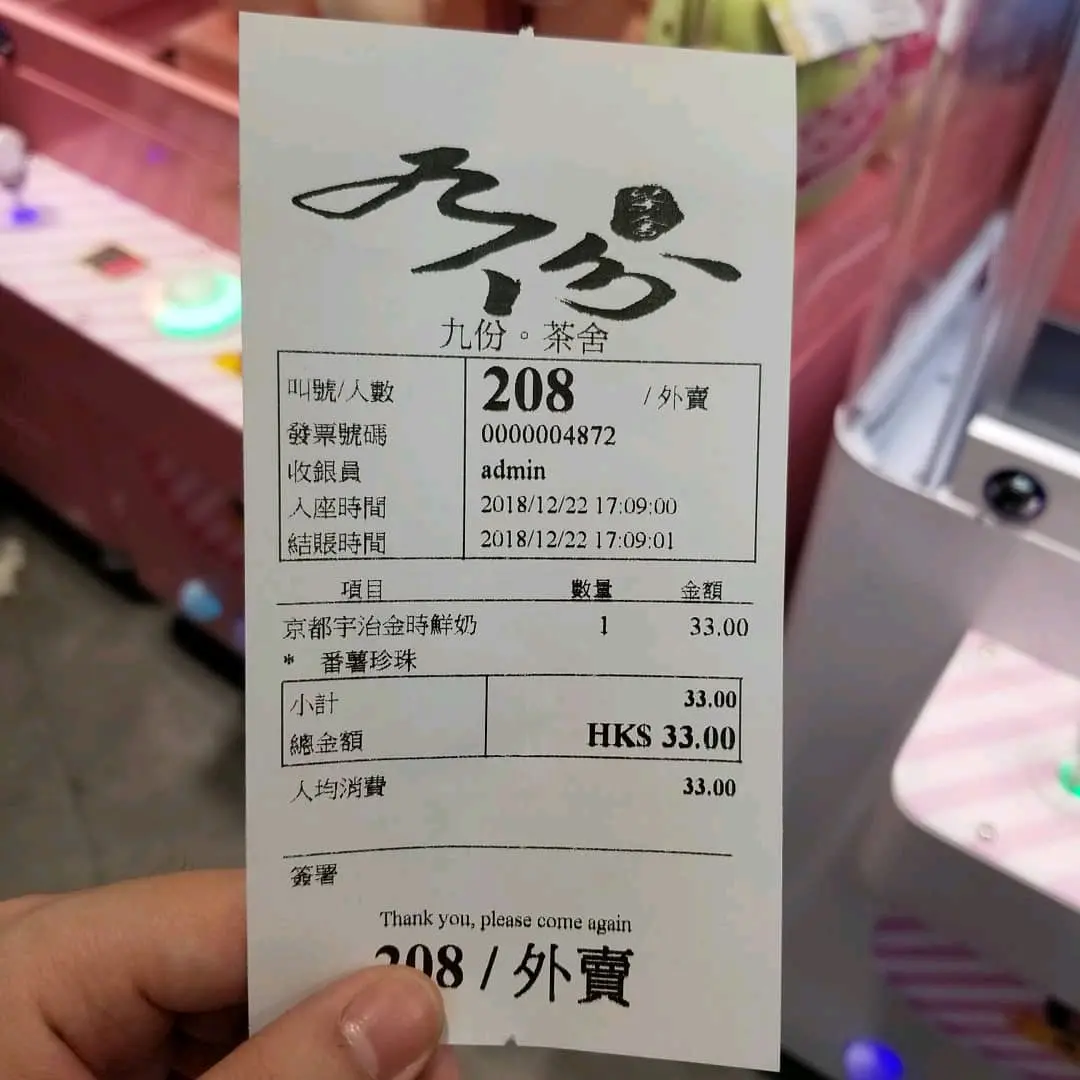 九份
茶舍
九份。茶舍
叫號/人數 208 /外賣
發票號碼 0000004872
收銀員 admin
入座時間 2018/12/22 17:09:00
結賬時間 2018/12/22 17:09:01
項目 數量 金額
京都宇治金時鮮奶 1 33.00
* 番薯珍珠
小計 33.00
總金額 HK$ 33.00
人均消費 33.00
簽署
Thank you, please come again
208 / 外賣